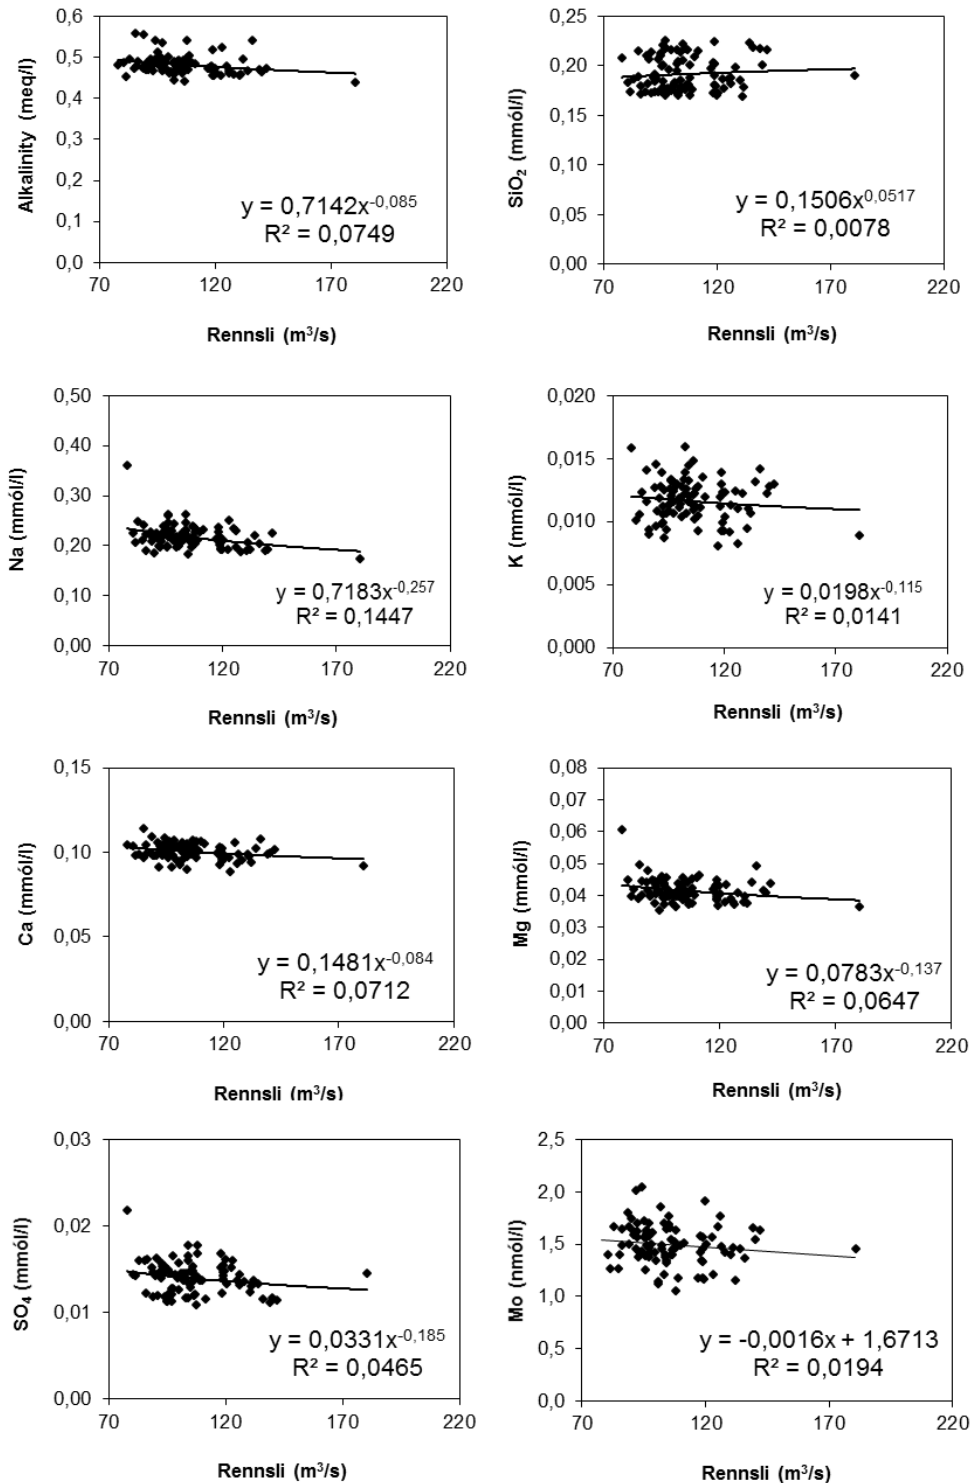 0,6
0,5
0,4
0,3
0,2
0,1
0,0
Alkalinity (meq/l)
y = 0,7142x^-0,085
R² = 0,0749
70 120 170 220
Rennsli (m³/s)
0,25
0,20
0,15
0,10
0,05
0,00
SiO₂ (mmól/l)
y = 0,1506x^0,0517
R² = 0,0078
70 120 170 220
Rennsli (m³/s)
0,50
0,40
0,30
0,20
0,10
0,00
Na (mmól/l)
y = 0,7183x^-0,257
R² = 0,1447
70 120 170 220
Rennsli (m³/s)
0,020
0,015
0,010
0,005
0,000
K (mmól/l)
y = 0,0198x^-0,115
R² = 0,0141
70 120 170 220
Rennsli (m³/s)
0,15
0,10
0,05
0,00
Ca (mmól/l)
y = 0,1481x^-0,084
R² = 0,0712
70 120 170 220
Rennsli (m³/s)
0,08
0,07
0,06
0,05
0,04
0,03
0,02
0,01
0,00
Mg (mmól/l)
y = 0,0783x^-0,137
R² = 0,0647
70 120 170 220
Rennsli (m³/s)
0,03
0,02
0,01
0,00
SO₄ (mmól/l)
y = 0,0331x^-0,185
R² = 0,0465
70 120 170 220
Rennsli (m³/s)
2,5
2,0
1,5
1,0
0,5
0,0
Mo (nmól/l)
y = -0,0016x + 1,6713
R² = 0,0194
70 120 170 220
Rennsli (m³/s)